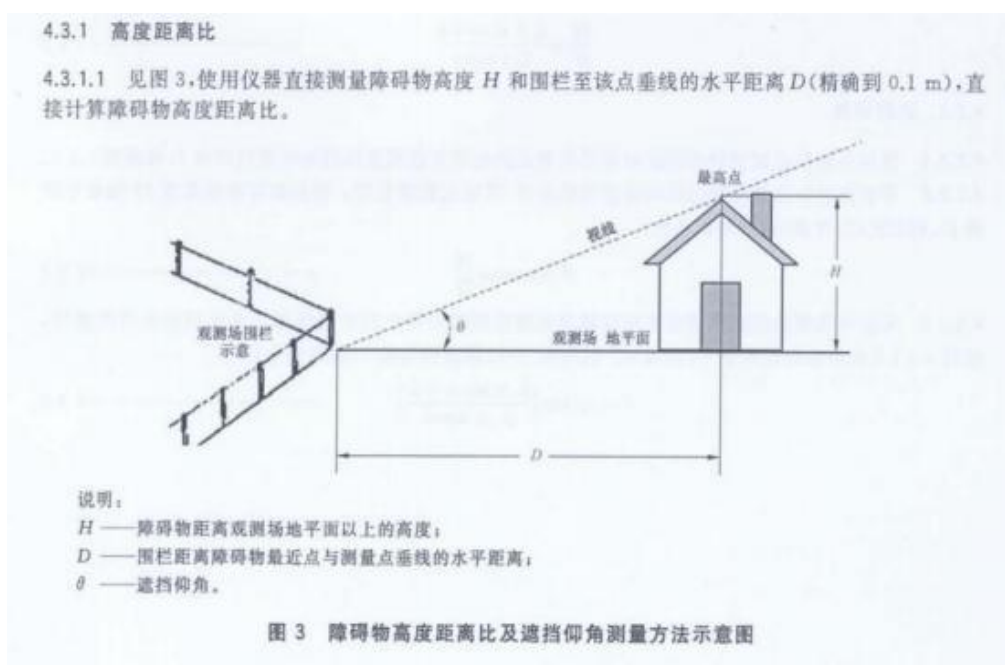 4.3.1 高度距离比
4.3.1.1 见图 3,使用仪器直接测量障碍物高度 H 和围栏至该点垂线的水平距离 D(精确到 0.1 m),直
接计算障碍物高度距离比。
最高点
视线
H
θ
观测场围栏
示意
观测场 地平面
D
说明:
H ——障碍物距离观测场地平面以上的高度;
D ——围栏距离障碍物最近点与测量点垂线的水平距离;
θ ——遮挡仰角。
图 3 障碍物高度距离比及遮挡仰角测量方法示意图